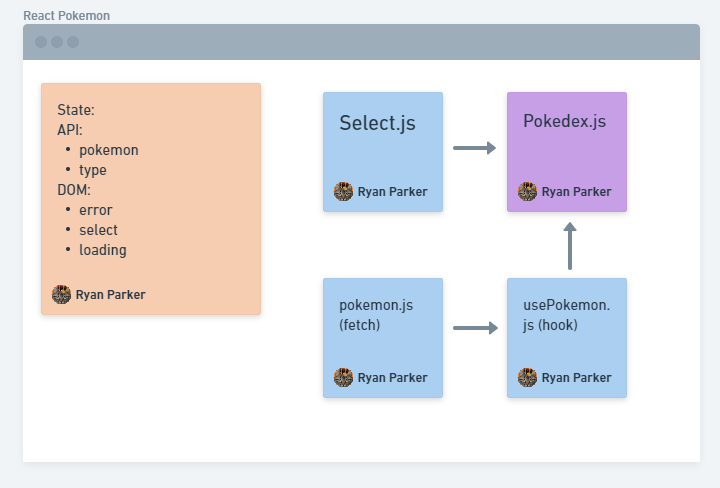 React Pokemon
State:
API:
• pokemon
• type
DOM:
• error
• select
• loading
Ryan Parker
Select.js
Ryan Parker
Pokedex.js
Ryan Parker
pokemon.js
(fetch)
Ryan Parker
usePokemon.
js (hook)
Ryan Parker